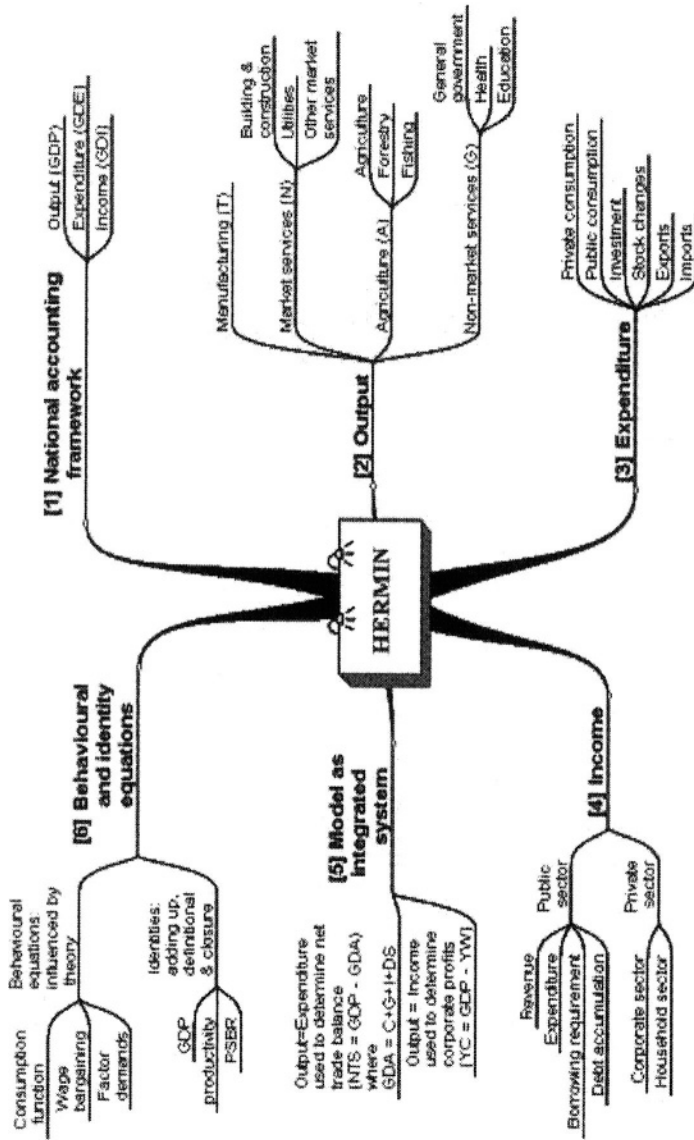 HERMIN
[1] National accounting
framework
Output (GDP)
Expenditure (GDE)
Income (GDI)
[2] Output
Manufacturing (T)
Market services (N)
Building &
construction
Utilities
Other market
services
Agriculture (A)
Agriculture
Forestry
Fishing
Non-market services (G)
General
government
Health
Education
[3] Expenditure
Private consumption
Public consumption
Investment
Stock changes
Exports
Imports
[4] Income
Public
sector
Revenue
Expenditure
Borrowing requirement
Debt accumulation
Private
sector
Corporate sector
Household sector
[5] Model as
integrated
system
Output=Expenditure
used to determine net
trade balance
[NTS = GDP - GDA)
where
GDA = C+G+I+DS
Output = Income
used to determine
corporate profits
[YC = GDP - YW]
[6] Behavioural
and identity
equations
Behavioural
equations:
influenced by
theory
Consumption
function
Wage
bargaining
Factor
demands
Identities:
adding up,
definitional
& closure
GDP
productivity
PSBR